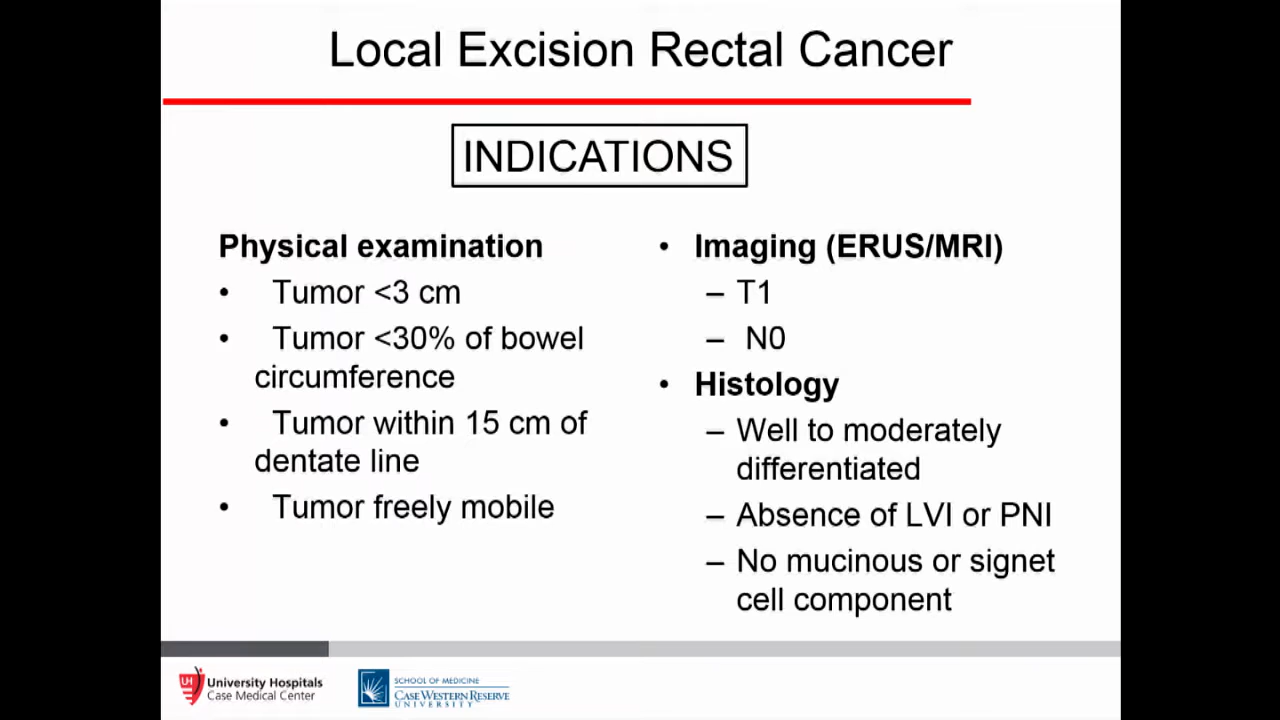 Local Excision Rectal Cancer
INDICATIONS
Physical examination
• Tumor <3 cm
• Tumor <30% of bowel
circumference
• Tumor within 15 cm of
dentate line
• Tumor freely mobile
• Imaging (ERUS/MRI)
– T1
– N0
• Histology
– Well to moderately
differentiated
– Absence of LVI or PNI
– No mucinous or signet
cell component
UH
University Hospitals
Case Medical Center
SCHOOL OF MEDICINE
CASE WESTERN RESERVE
UNIVERSITY